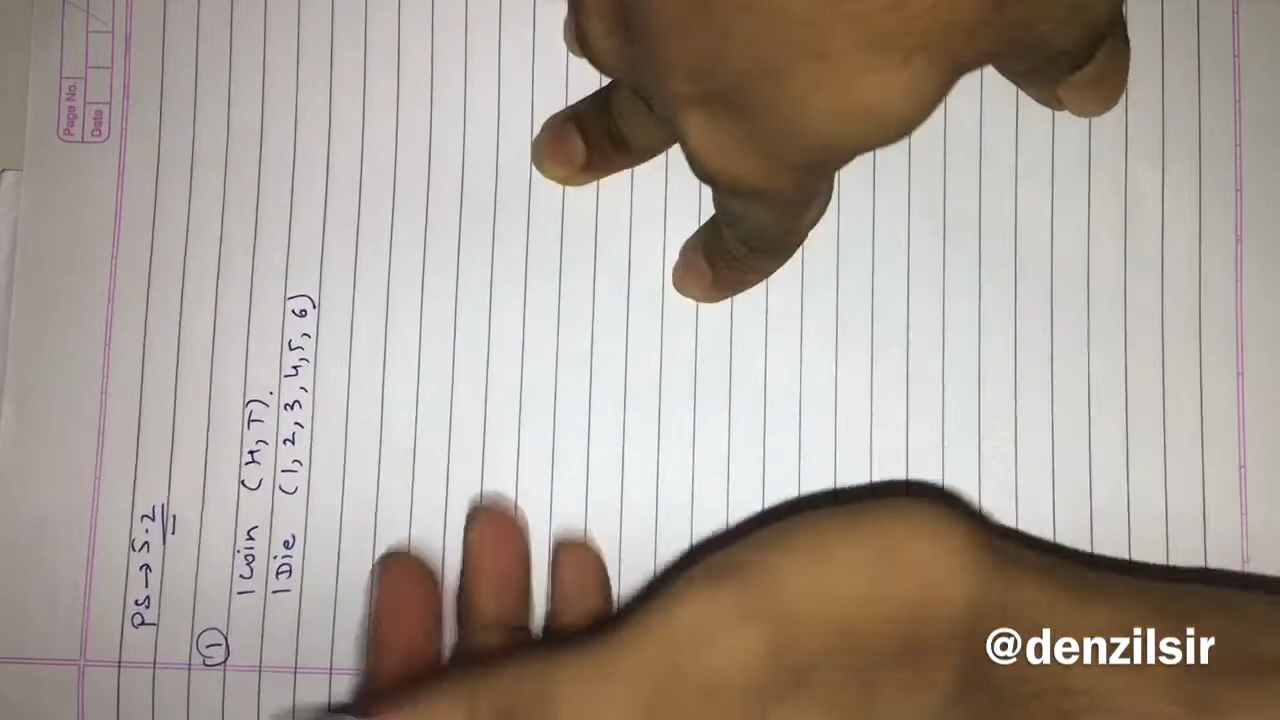 Page No.
Date
PS → 5.2
(1)
1 Coin (H, T).
1 Die (1, 2, 3, 4, 5, 6)
@denzilsir